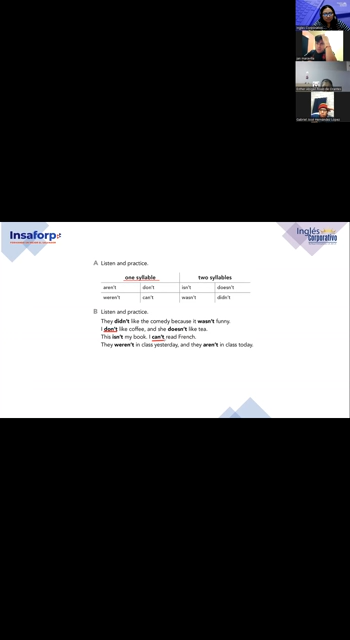 Insaforp
Inglés
Corporativo
A Listen and practice.
one syllable two syllables
aren't don't isn't doesn't
weren't can't wasn't didn't
B Listen and practice.
They didn't like the comedy because it wasn't funny.
I don't like coffee, and she doesn't like tea.
This isn't my book. I can't read French.
They weren't in class yesterday, and they aren't in class today.